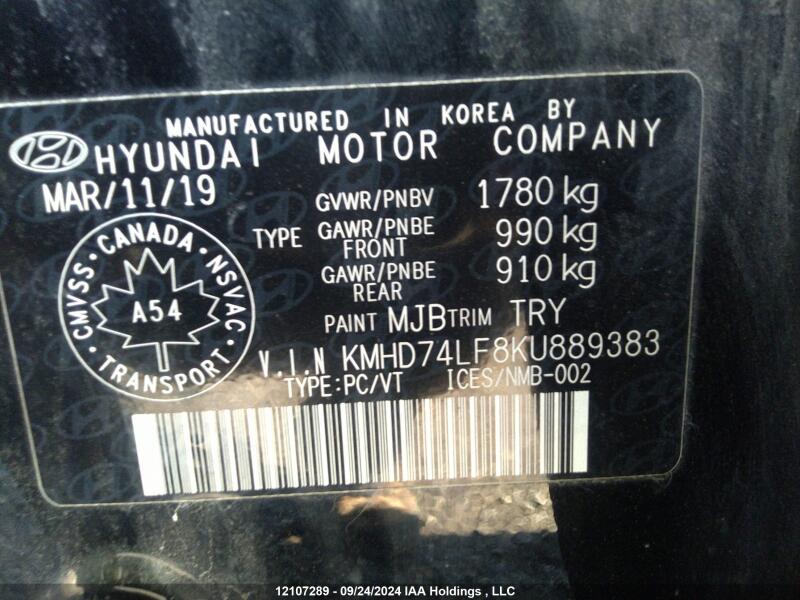 MANUFACTURED IN KOREA BY
HYUNDAI MOTOR COMPANY
MAR/11/19
GVWR/PNBV 1780 kg
TYPE GAWR/PNBE FRONT 990 kg
GAWR/PNBE REAR 910 kg
CMVSS · CANADA · NSVAC · TRANSPORT ·
A54
PAINT MJB TRIM TRY
V.I.N KMHD74LF8KU889383
TYPE:PC/VT ICES/NMB-002
12107289 - 09/24/2024 IAA Holdings , LLC